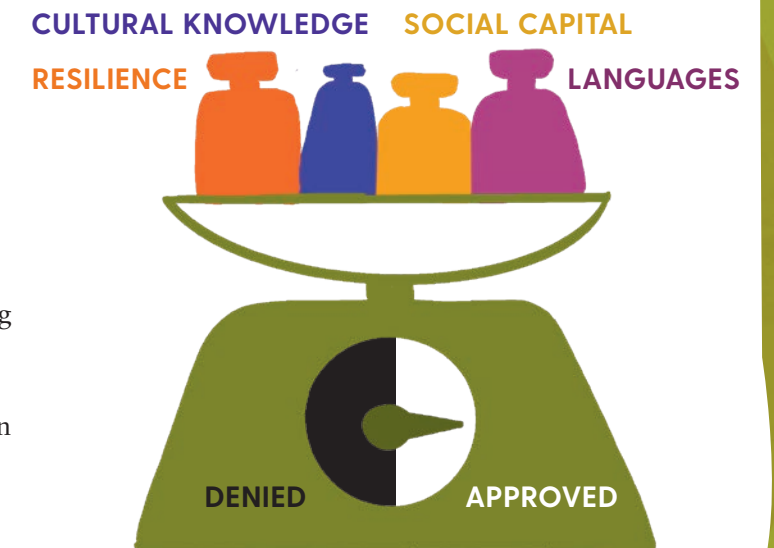 CULTURAL KNOWLEDGE SOCIAL CAPITAL
RESILIENCE LANGUAGES
DENIED APPROVED